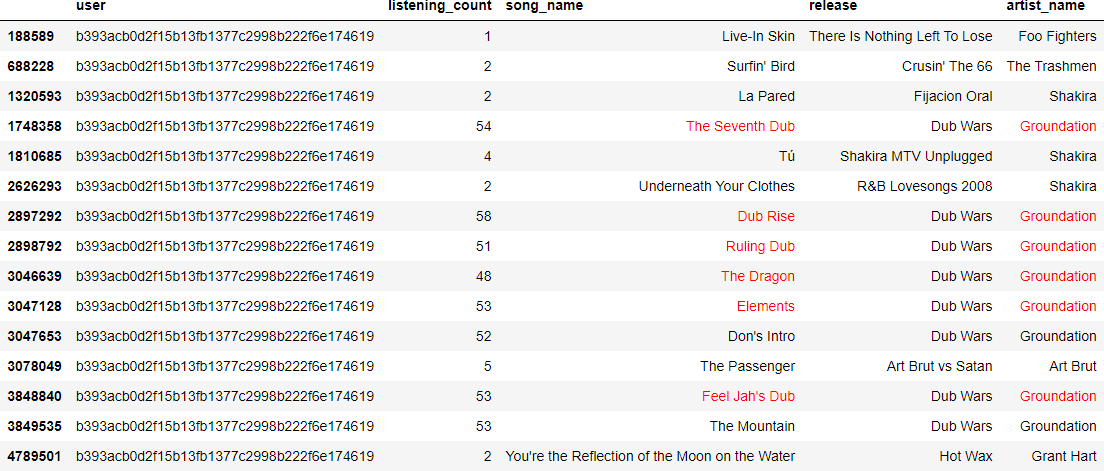 user listening_count song_name release artist_name
188589 b393acb0d2f15b13fb1377c2998b222f6e174619 1 Live-In Skin There Is Nothing Left To Lose Foo Fighters
688228 b393acb0d2f15b13fb1377c2998b222f6e174619 2 Surfin' Bird Crusin' The 66 The Trashmen
1320593 b393acb0d2f15b13fb1377c2998b222f6e174619 2 La Pared Fijacion Oral Shakira
1748358 b393acb0d2f15b13fb1377c2998b222f6e174619 54 The Seventh Dub Dub Wars Groundation
1810685 b393acb0d2f15b13fb1377c2998b222f6e174619 4 Tú Shakira MTV Unplugged Shakira
2626293 b393acb0d2f15b13fb1377c2998b222f6e174619 2 Underneath Your Clothes R&B Lovesongs 2008 Shakira
2897292 b393acb0d2f15b13fb1377c2998b222f6e174619 58 Dub Rise Dub Wars Groundation
2898792 b393acb0d2f15b13fb1377c2998b222f6e174619 51 Ruling Dub Dub Wars Groundation
3046639 b393acb0d2f15b13fb1377c2998b222f6e174619 48 The Dragon Dub Wars Groundation
3047128 b393acb0d2f15b13fb1377c2998b222f6e174619 53 Elements Dub Wars Groundation
3047653 b393acb0d2f15b13fb1377c2998b222f6e174619 52 Don's Intro Dub Wars Groundation
3078049 b393acb0d2f15b13fb1377c2998b222f6e174619 5 The Passenger Art Brut vs Satan Art Brut
3848840 b393acb0d2f15b13fb1377c2998b222f6e174619 53 Feel Jah's Dub Dub Wars Groundation
3849535 b393acb0d2f15b13fb1377c2998b222f6e174619 53 The Mountain Dub Wars Groundation
4789501 b393acb0d2f15b13fb1377c2998b222f6e174619 2 You're the Reflection of the Moon on the Water Hot Wax Grant Hart